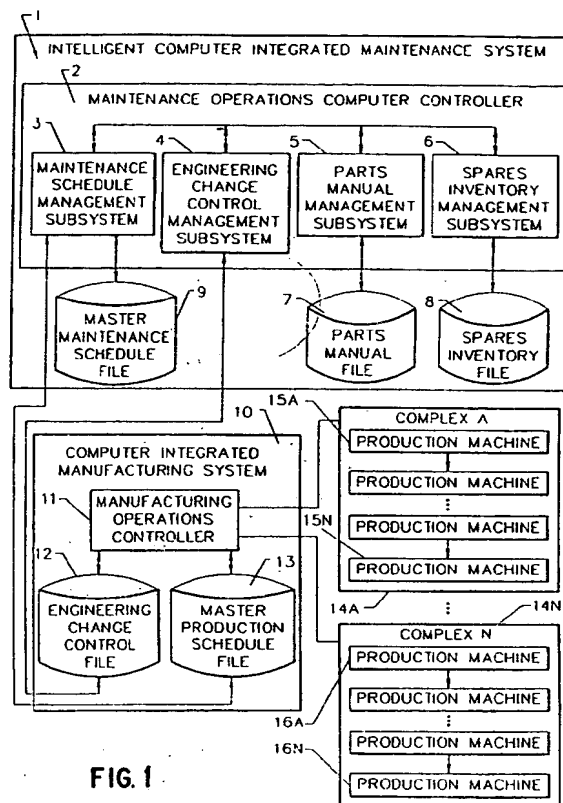 1
INTELLIGENT COMPUTER INTEGRATED MAINTENANCE SYSTEM
2
MAINTENANCE OPERATIONS COMPUTER CONTROLLER
3
MAINTENANCE
SCHEDULE
MANAGEMENT
SUBSYSTEM
4
ENGINEERING
CHANGE
CONTROL
MANAGEMENT
SUBSYSTEM
5
PARTS
MANUAL
MANAGEMENT
SUBSYSTEM
6
SPARES
INVENTORY
MANAGEMENT
SUBSYSTEM
9
MASTER
MAINTENANCE
SCHEDULE
FILE
7
PARTS
MANUAL
FILE
8
SPARES
INVENTORY
FILE
10
COMPUTER INTEGRATED
MANUFACTURING SYSTEM
11
MANUFACTURING
OPERATIONS
CONTROLLER
12
ENGINEERING
CHANGE
CONTROL
FILE
13
MASTER
PRODUCTION
SCHEDULE
FILE
15A
COMPLEX A
PRODUCTION MACHINE
PRODUCTION MACHINE
15N
PRODUCTION MACHINE
PRODUCTION MACHINE
14A
14N
COMPLEX N
PRODUCTION MACHINE
16A
PRODUCTION MACHINE
PRODUCTION MACHINE
16N
PRODUCTION MACHINE
FIG. 1